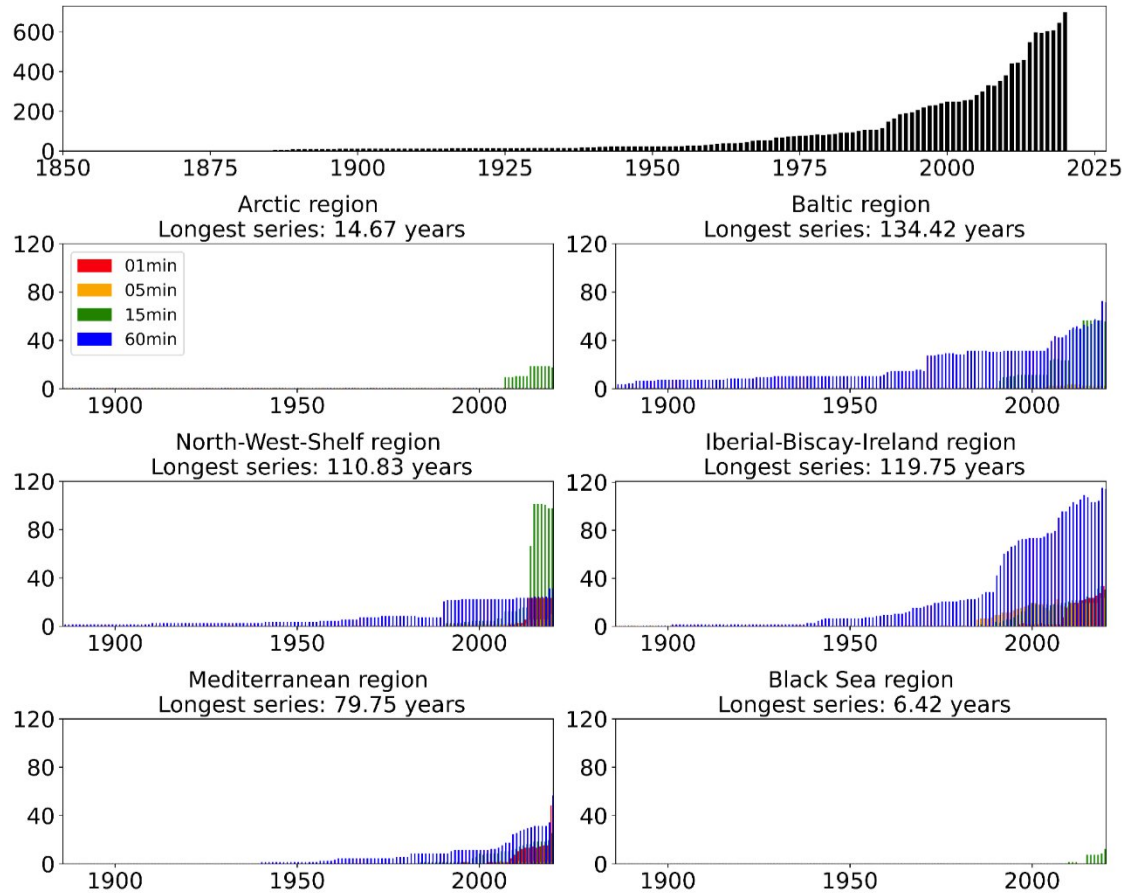 600
400
200
0
1850 1875 1900 1925 1950 1975 2000 2025
Arctic region
Longest series: 14.67 years
120
80
40
0
01min
05min
15min
60min
1900 1950 2000
Baltic region
Longest series: 134.42 years
120
80
40
0
1900 1950 2000
North-West-Shelf region
Longest series: 110.83 years
120
80
40
0
1900 1950 2000
Iberial-Biscay-Ireland region
Longest series: 119.75 years
120
80
40
0
1900 1950 2000
Mediterranean region
Longest series: 79.75 years
120
80
40
0
1900 1950 2000
Black Sea region
Longest series: 6.42 years
120
80
40
0
1900 1950 2000